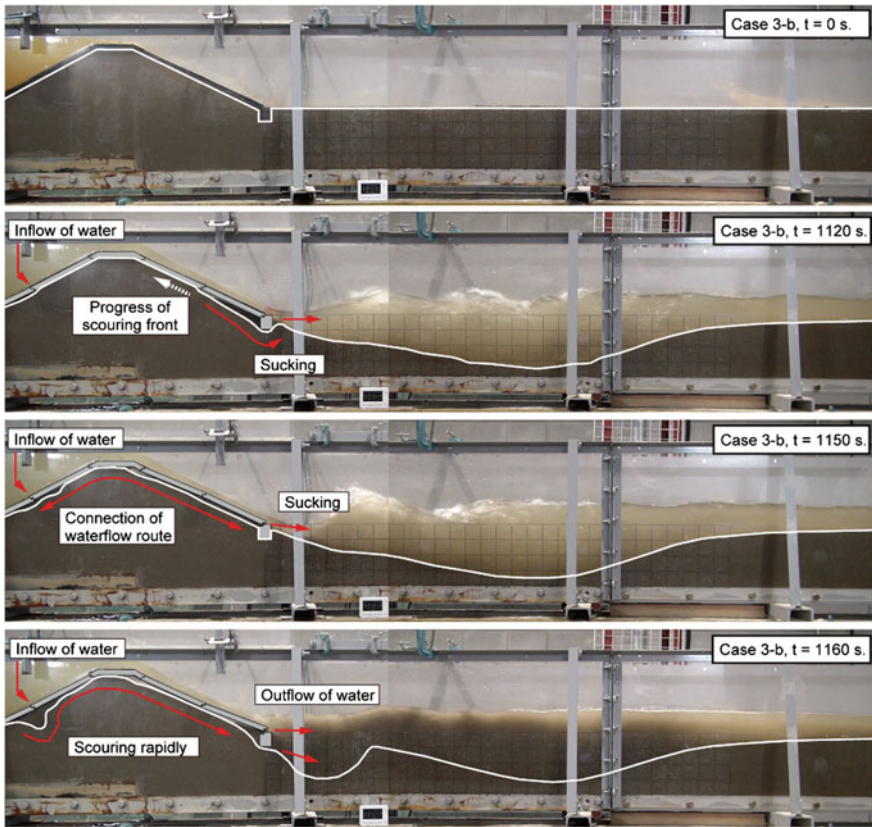 Case 3-b, t = 0 s.
Inflow of water
Case 3-b, t = 1120 s.
Progress of
scouring front
Sucking
Inflow of water
Case 3-b, t = 1150 s.
Sucking
Connection of
waterflow route
Inflow of water
Case 3-b, t = 1160 s.
Outflow of water
Scouring rapidly